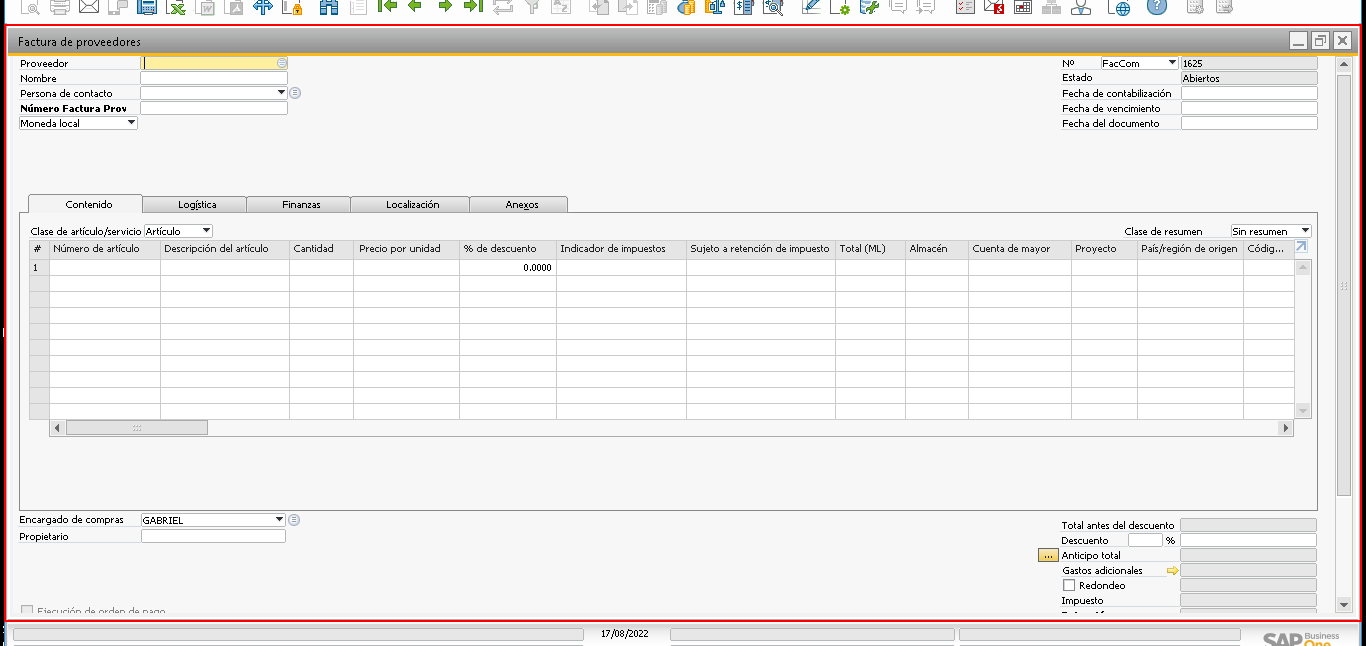 Factura de proveedores
Proveedor
Nombre
Persona de contacto
Número Factura Prov
Moneda local
Nº FacCom 1625
Estado Abiertos
Fecha de contabilización
Fecha de vencimiento
Fecha del documento
Contenido Logística Finanzas Localización Anexos
Clase de artículo/servicio Artículo Clase de resumen Sin resumen
# Número de artículo Descripción del artículo Cantidad Precio por unidad % de descuento Indicador de impuestos Sujeto a retención de impuesto Total (ML) Almacén Cuenta de mayor Proyecto País/región de origen Códig...
1 0.0000
Encargado de compras GABRIEL
Propietario
Total antes del descuento
Descuento %
... Anticipo total
Gastos adicionales
Redondeo
Impuesto
Ejecución de orden de pago
17/08/2022
SAP Business One